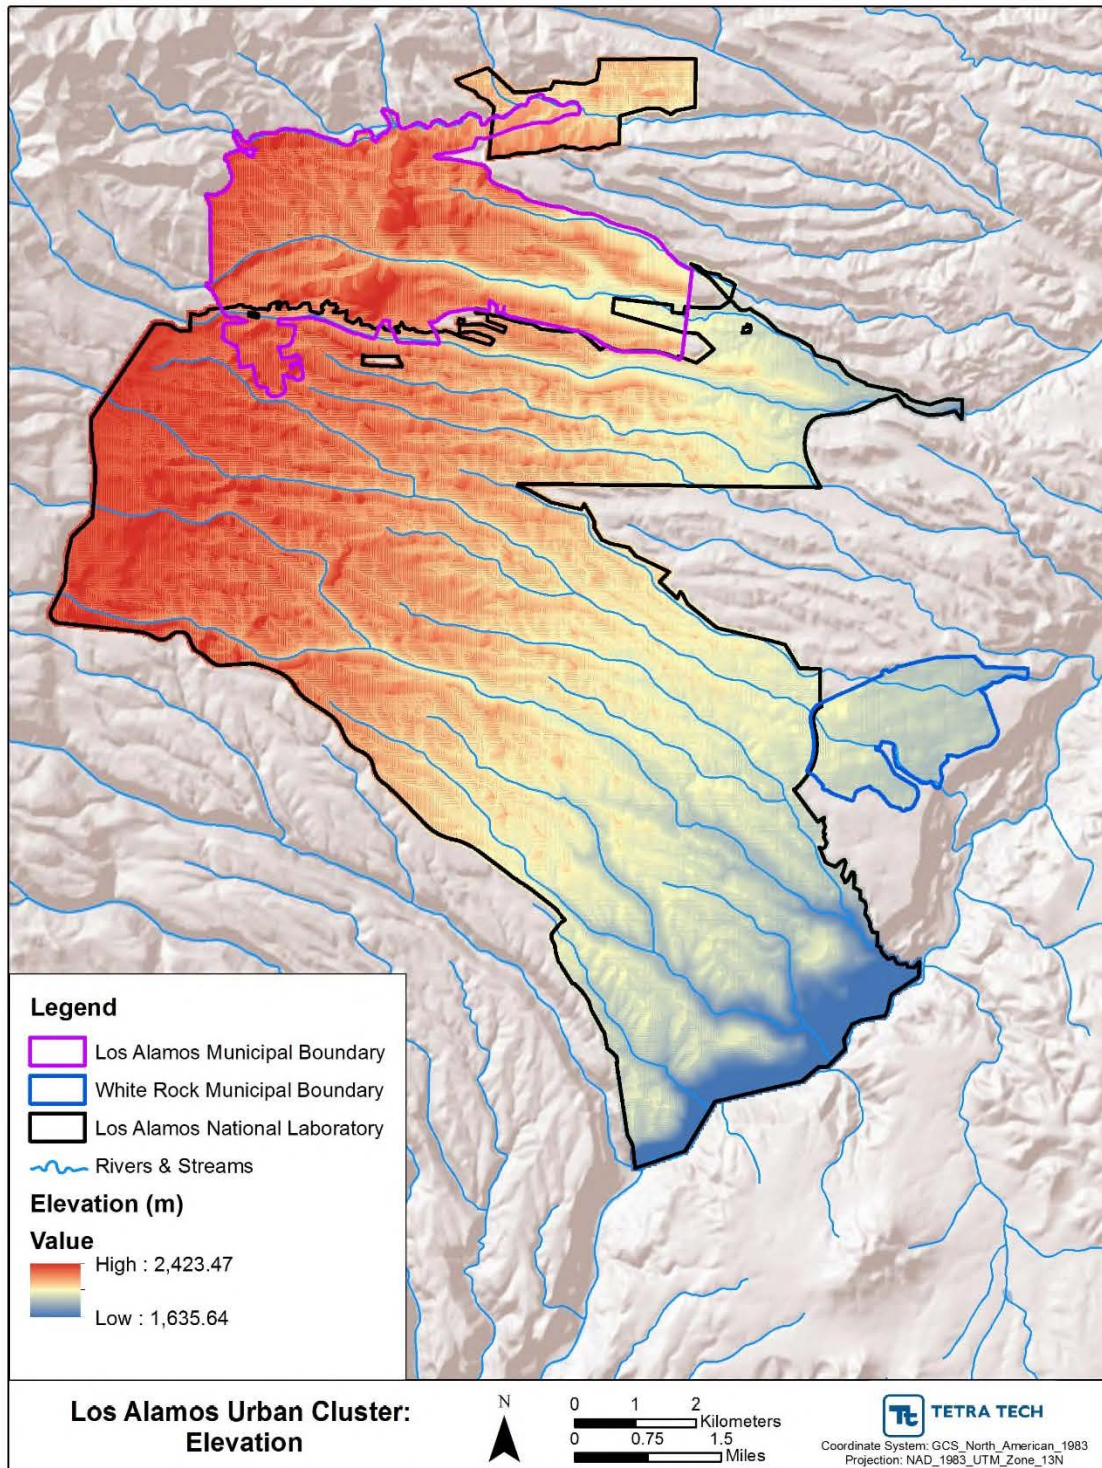 Legend
Los Alamos Municipal Boundary
White Rock Municipal Boundary
Los Alamos National Laboratory
Rivers & Streams
Elevation (m)
Value
High : 2,423.47
Low : 1,635.64
Los Alamos Urban Cluster:
Elevation
N
0 1 2
Kilometers
0 0.75 1.5
Miles
Tt TETRA TECH
Coordinate System: GCS_North_American_1983
Projection: NAD_1983_UTM_Zone_13N